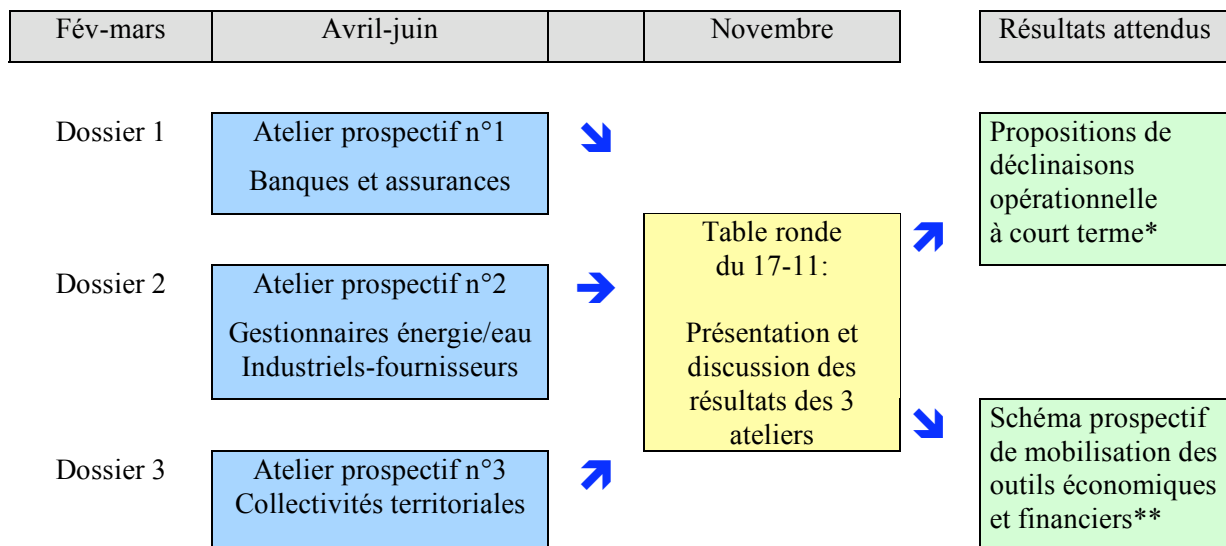 Fév-mars
Avril-juin
Novembre
Résultats attendus
Dossier 1
Atelier prospectif n°1
Banques et assurances
Dossier 2
Atelier prospectif n°2
Gestionnaires énergie/eau
Industriels-fournisseurs
Dossier 3
Atelier prospectif n°3
Collectivités territoriales
Table ronde
du 17-11:
Présentation et
discussion des
résultats des 3
ateliers
Propositions de
déclinaisons
opérationnelle
à court terme*
Schéma prospectif
de mobilisation des
outils économiques
et financiers**